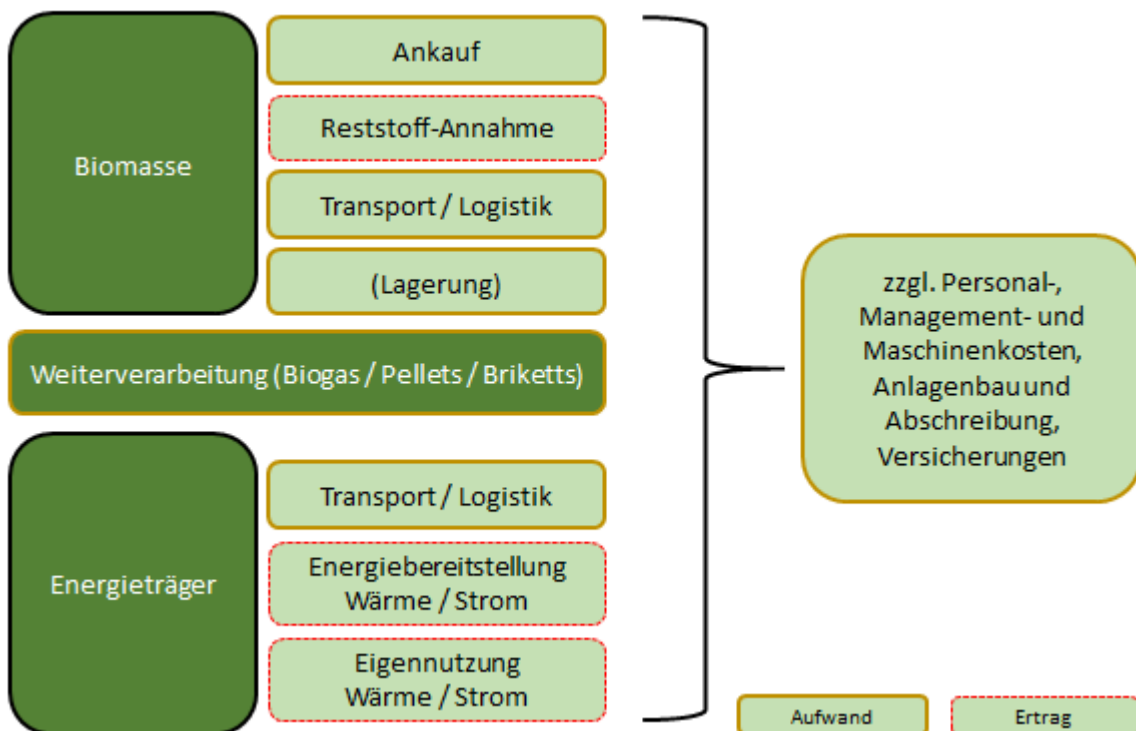 Biomasse
Ankauf
Reststoff-Annahme
Transport / Logistik
(Lagerung)
Weiterverarbeitung (Biogas / Pellets / Briketts)
Energieträger
Transport / Logistik
Energiebereitstellung
Wärme / Strom
Eigennutzung
Wärme / Strom
zzgl. Personal-,
Management- und
Maschinenkosten,
Anlagenbau und
Abschreibung,
Versicherungen
Aufwand
Ertrag